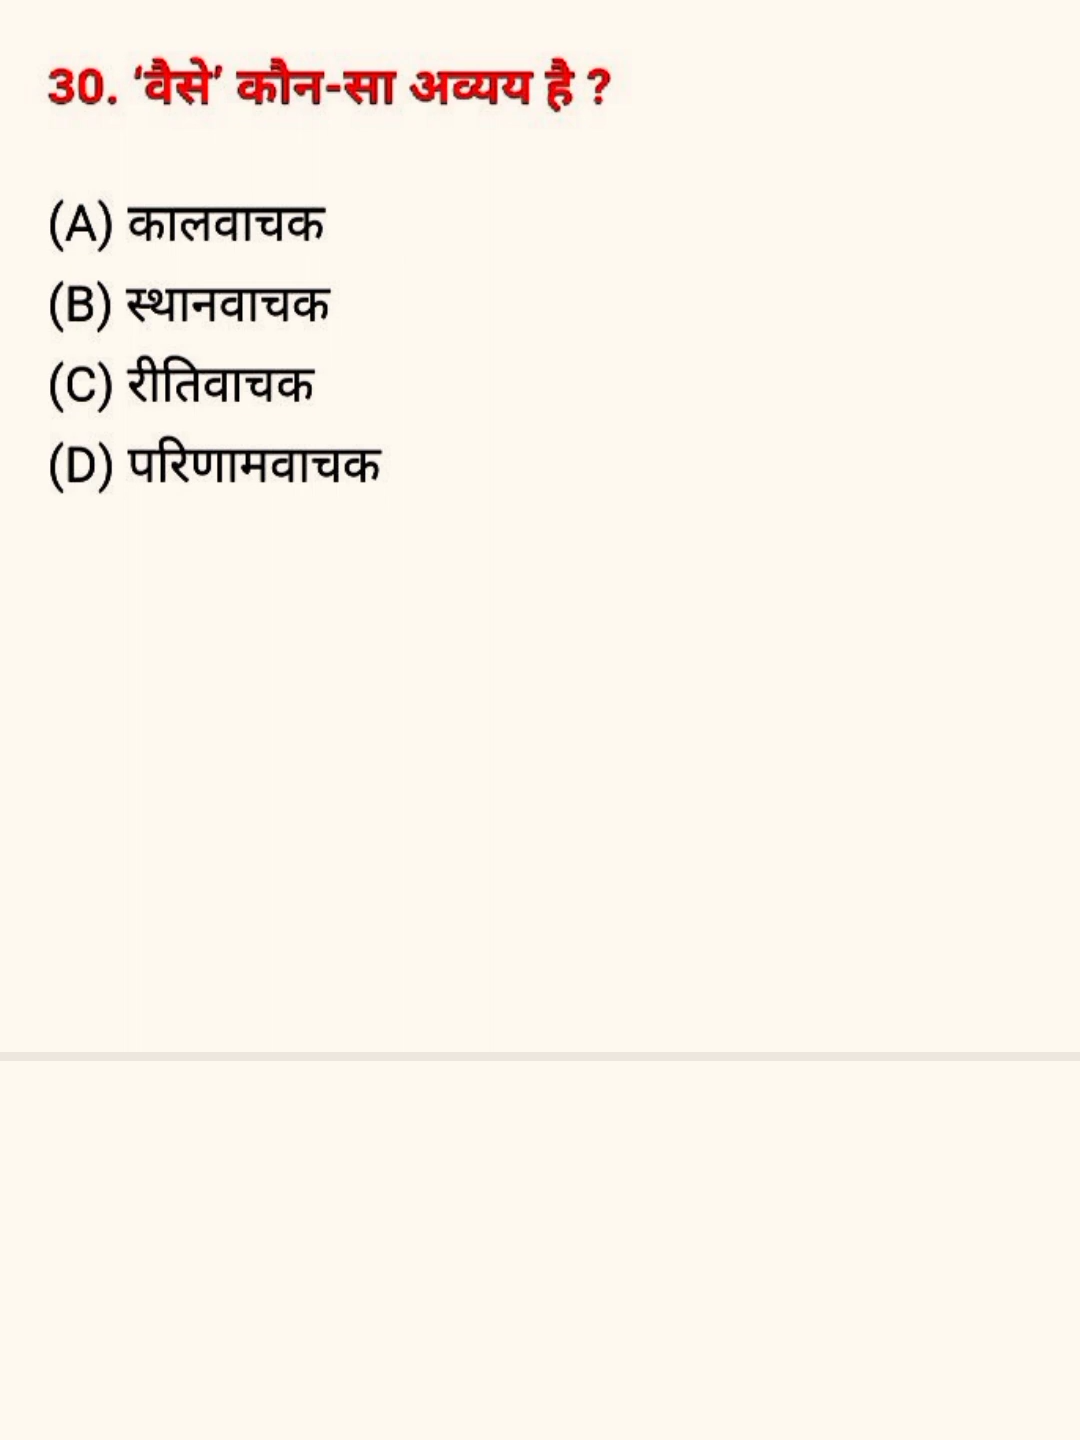 30. ‘वैसे’ कौन-सा अव्यय है ?
(A) कालवाचक
(B) स्थानवाचक
(C) रीतिवाचक
(D) परिणामवाचक